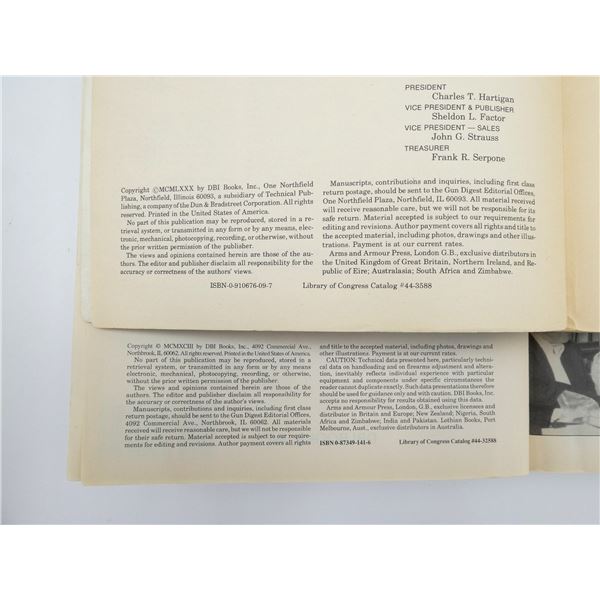 PRESIDENT
Charles T. Hartigan
VICE PRESIDENT & PUBLISHER
Sheldon L. Factor
VICE PRESIDENT — SALES
John G. Strauss
TREASURER
Frank R. Serpone
Copyright ©MCMLXXX by DBI Books, Inc., One Northfield
Plaza, Northfield, Illinois 60093, a subsidiary of Technical Pub-
lishing, a company of the Dun & Bradstreet Corporation. All rights
reserved. Printed in the United States of America.
No part of this publication may be reproduced, stored in a re-
trieval system, or transmitted in any form or by any means, elec-
tronic, mechanical, photocopying, recording, or otherwise, without
the prior written permission of the publisher.
The views and opinions contained herein are those of the au-
thors. The editor and publisher disclaim all responsibility for the
accuracy or correctness of the authors' views.
Manuscripts, contributions and inquiries, including first class
return postage, should be sent to the Gun Digest Editorial Offices,
One Northfield Plaza, Northfield, IL 60093. All material received
will receive reasonable care, but we will not be responsible for its
safe return. Material accepted is subject to our requirements for
editing and revisions. Author payment covers all rights and title to
the accepted material, including photos, drawings and other illus-
trations. Payment is at our current rates.
Arms and Armour Press, London G.B., exclusive distributors in
the United Kingdom of Great Britain, Northern Ireland, and Re-
public of Eire; Australasia; South Africa and Zimbabwe.
ISBN-0-910676-09-7 Library of Congress Catalog #44-3588
Copyright © MCMXCIII by DBI Books, Inc., 4092 Commercial Ave.,
Northbrook, IL 60062. All rights reserved. Printed in the United States of America.
No part of this publication may be reproduced, stored in a
retrieval system, or transmitted in any form or by any means
electronic, mechanical, photocopying, recording, or otherwise,
without the prior written permission of the publisher.
The views and opinions contained herein are those of the
authors. The editor and publisher disclaim all responsibility for
the accuracy or correctness of the author's views.
Manuscripts, contributions and inquiries, including first class
return postage, should be sent to the Gun Digest Editorial Offices,
4092 Commercial Ave., Northbrook, IL 60062. All materials
received will receive reasonable care, but we will not be responsible
for their safe return. Material accepted is subject to our require-
ments for editing and revisions. Author payment covers all rights
and title to the accepted material, including photos, drawings and
other illustrations. Payment is at our current rates.
CAUTION: Technical data presented here, particularly technical
data on handloading and on firearms adjustment and altera-
tion, inevitably reflects individual experience with particular
equipment and components under specific circumstances the
reader cannot duplicate exactly. Such data presentations therefore
should be used for guidance only and with caution. DBI Books, Inc.
accepts no responsibility for results obtained using this data.
Arms and Armour Press, London, G.B., exclusive licensees and
distributor in Britain and Europe; New Zealand; Nigeria, South
Africa and Zimbabwe; India and Pakistan. Lothian Books, Port
Melbourne, Aust., exclusive distributors in Australia.
ISBN 0-87349-141-6 Library of Congress Catalog #44-32588